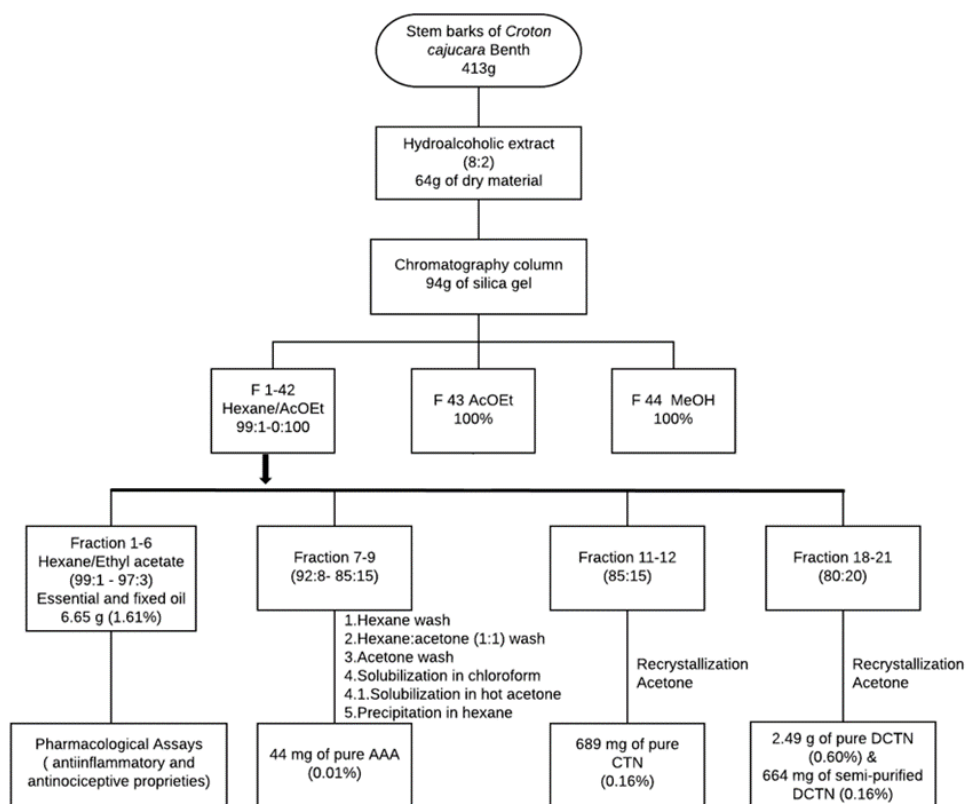 Stem barks of Croton
cajucara Benth
413g
Hydroalcoholic extract
(8:2)
64g of dry material
Chromatography column
94g of silica gel
F 1-42
Hexane/AcOEt
99:1-0:100
F 43 AcOEt
100%
F 44 MeOH
100%
Fraction 1-6
Hexane/Ethyl acetate
(99:1 - 97:3)
Essential and fixed oil
6.65 g (1.61%)
Fraction 7-9
(92:8- 85:15)
Fraction 11-12
(85:15)
Fraction 18-21
(80:20)
1.Hexane wash
2.Hexane:acetone (1:1) wash
3.Acetone wash
4.Solubilization in chloroform
4.1.Solubilization in hot acetone
5.Precipitation in hexane
Recrystallization
Acetone
Recrystallization
Acetone
Pharmacological Assays
( antiinflammatory and
antinociceptive proprieties)
44 mg of pure AAA
(0.01%)
689 mg of pure
CTN
(0.16%)
2.49 g of pure DCTN
(0.60%) &
664 mg of semi-purified
DCTN (0.16%)